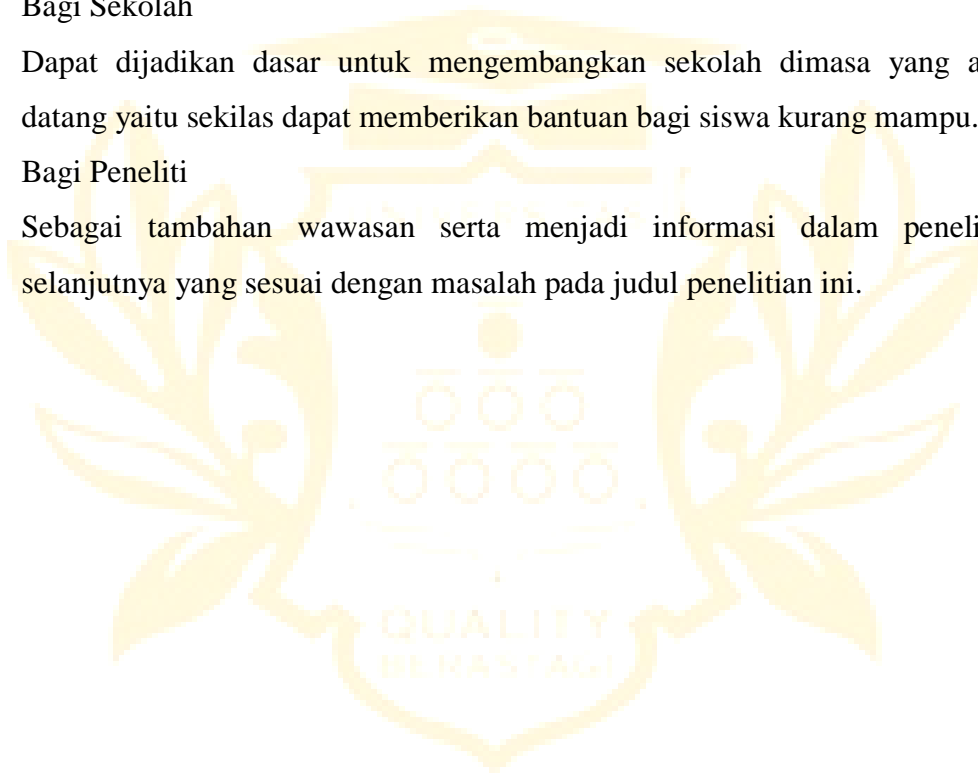 Bagi Sekolah
Dapat dijadikan dasar untuk mengembangkan sekolah dimasa yang
datang yaitu sekilas dapat memberikan bantuan bagi siswa kurang mampu.
Bagi Peneliti
Sebagai tambahan wawasan serta menjadi informasi dalam
selanjutnya yang sesuai dengan masalah pada judul penelitian ini.
QUALITY
BERASTAGI